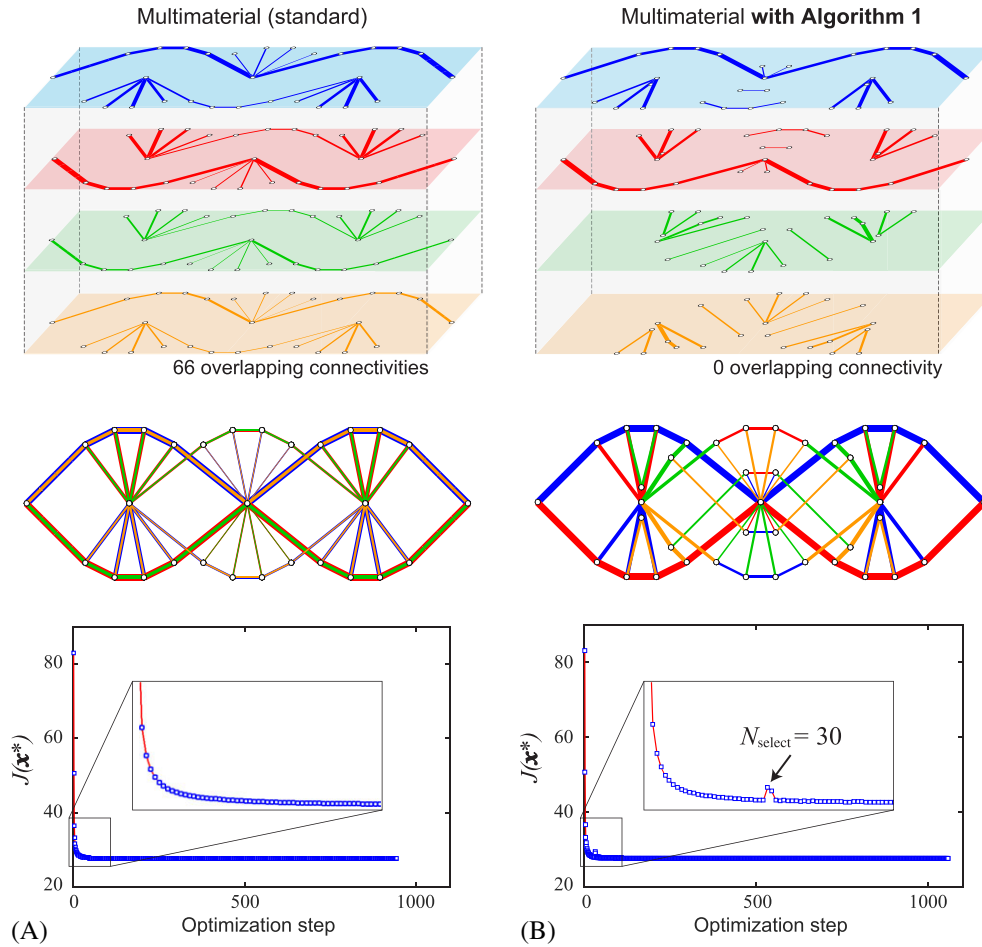 Multimaterial (standard)
66 overlapping connectivities
J(x*)
80
60
40
20
0
500
1000
Optimization step
(A)
Multimaterial with Algorithm 1
0 overlapping connectivity
J(x*)
80
60
40
20
N_select = 30
0
500
1000
Optimization step
(B)